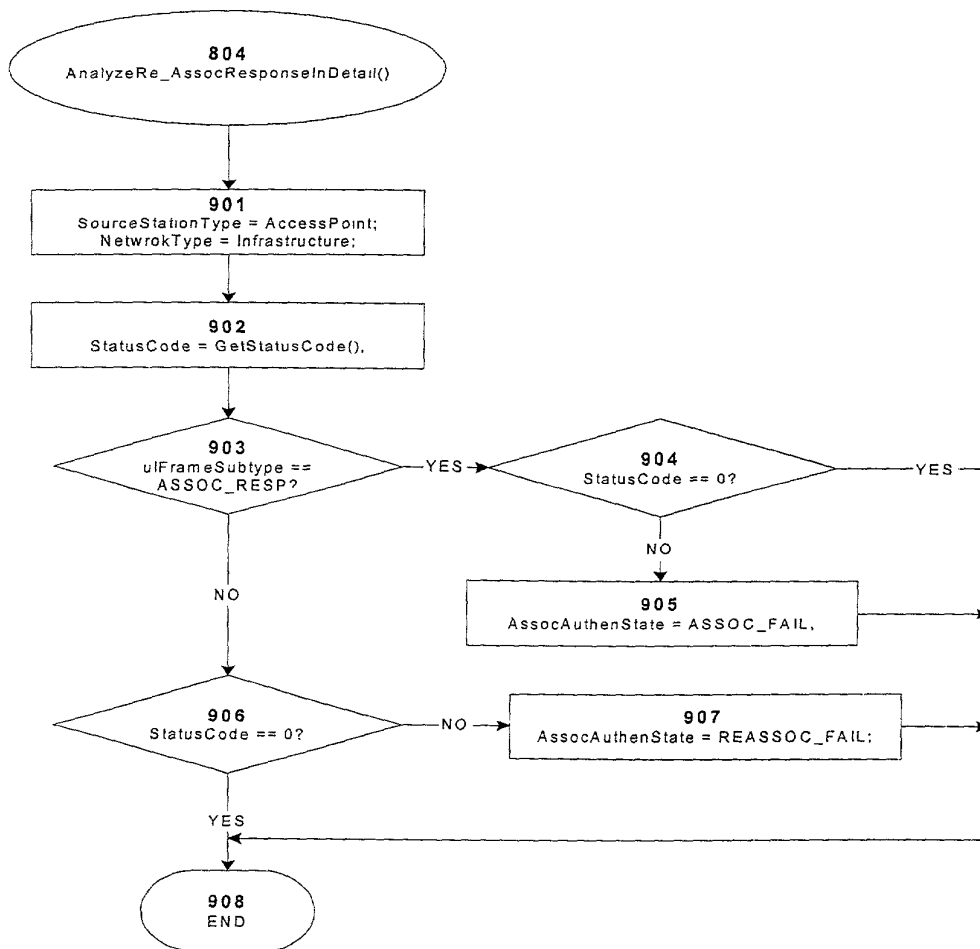 804
AnalyzeRe_AssocResponseInDetail()
901
SourceStationType = AccessPoint;
NetwrokType = Infrastructure;
902
StatusCode = GetStatusCode(),
903
ulFrameSubtype ==
ASSOC_RESP?
YES
904
StatusCode == 0?
YES
NO
NO
905
AssocAuthenState = ASSOC_FAIL,
906
StatusCode == 0?
NO
907
AssocAuthenState = REASSOC_FAIL;
YES
908
END